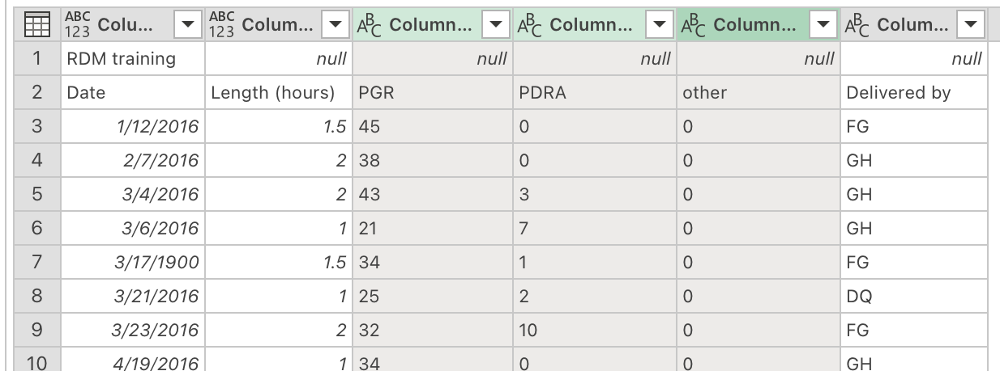 ABC 123 Colu... ABC 123 Colum... ABC Column... ABC Column... ABC Column... ABC Colum...
1 RDM training null null null null null
2 Date Length (hours) PGR PDRA other Delivered by
3 1/12/2016 1.5 45 0 0 FG
4 2/7/2016 2 38 0 0 GH
5 3/4/2016 2 43 3 0 GH
6 3/6/2016 1 21 7 0 GH
7 3/17/1900 1.5 34 1 0 FG
8 3/21/2016 1 25 2 0 DQ
9 3/23/2016 2 32 10 0 FG
10 4/19/2016 1 34 0 0 GH